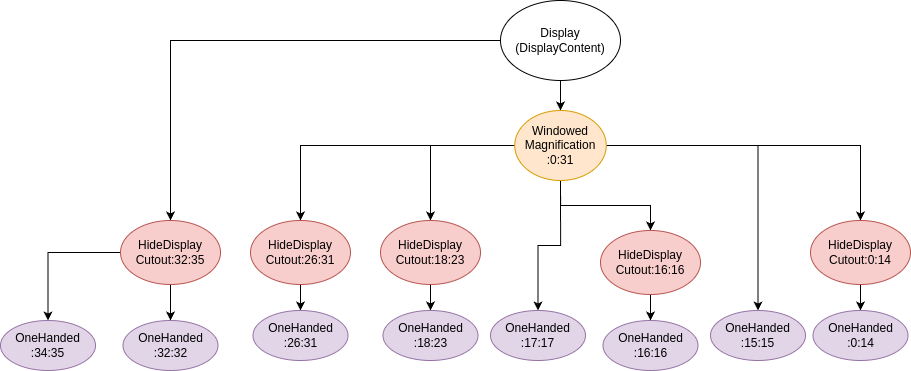 Display
(DisplayContent)
Windowed
Magnification
:0:31
HideDisplay
Cutout:32:35
HideDisplay
Cutout:26:31
HideDisplay
Cutout:18:23
HideDisplay
Cutout:16:16
HideDisplay
Cutout:0:14
OneHanded
:34:35
OneHanded
:32:32
OneHanded
:26:31
OneHanded
:18:23
OneHanded
:17:17
OneHanded
:16:16
OneHanded
:15:15
OneHanded
:0:14